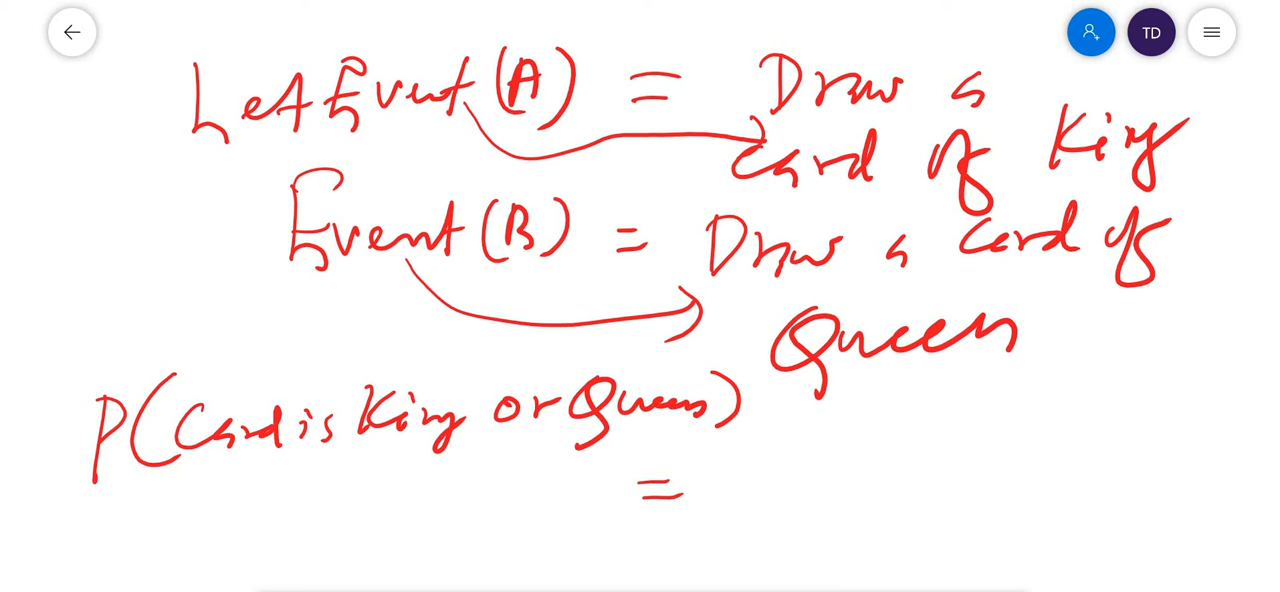 TD
Let Event (A) = Draw a
card of King
Event (B) = Draw a card of
Queen
P(Card is King or Queen)
=